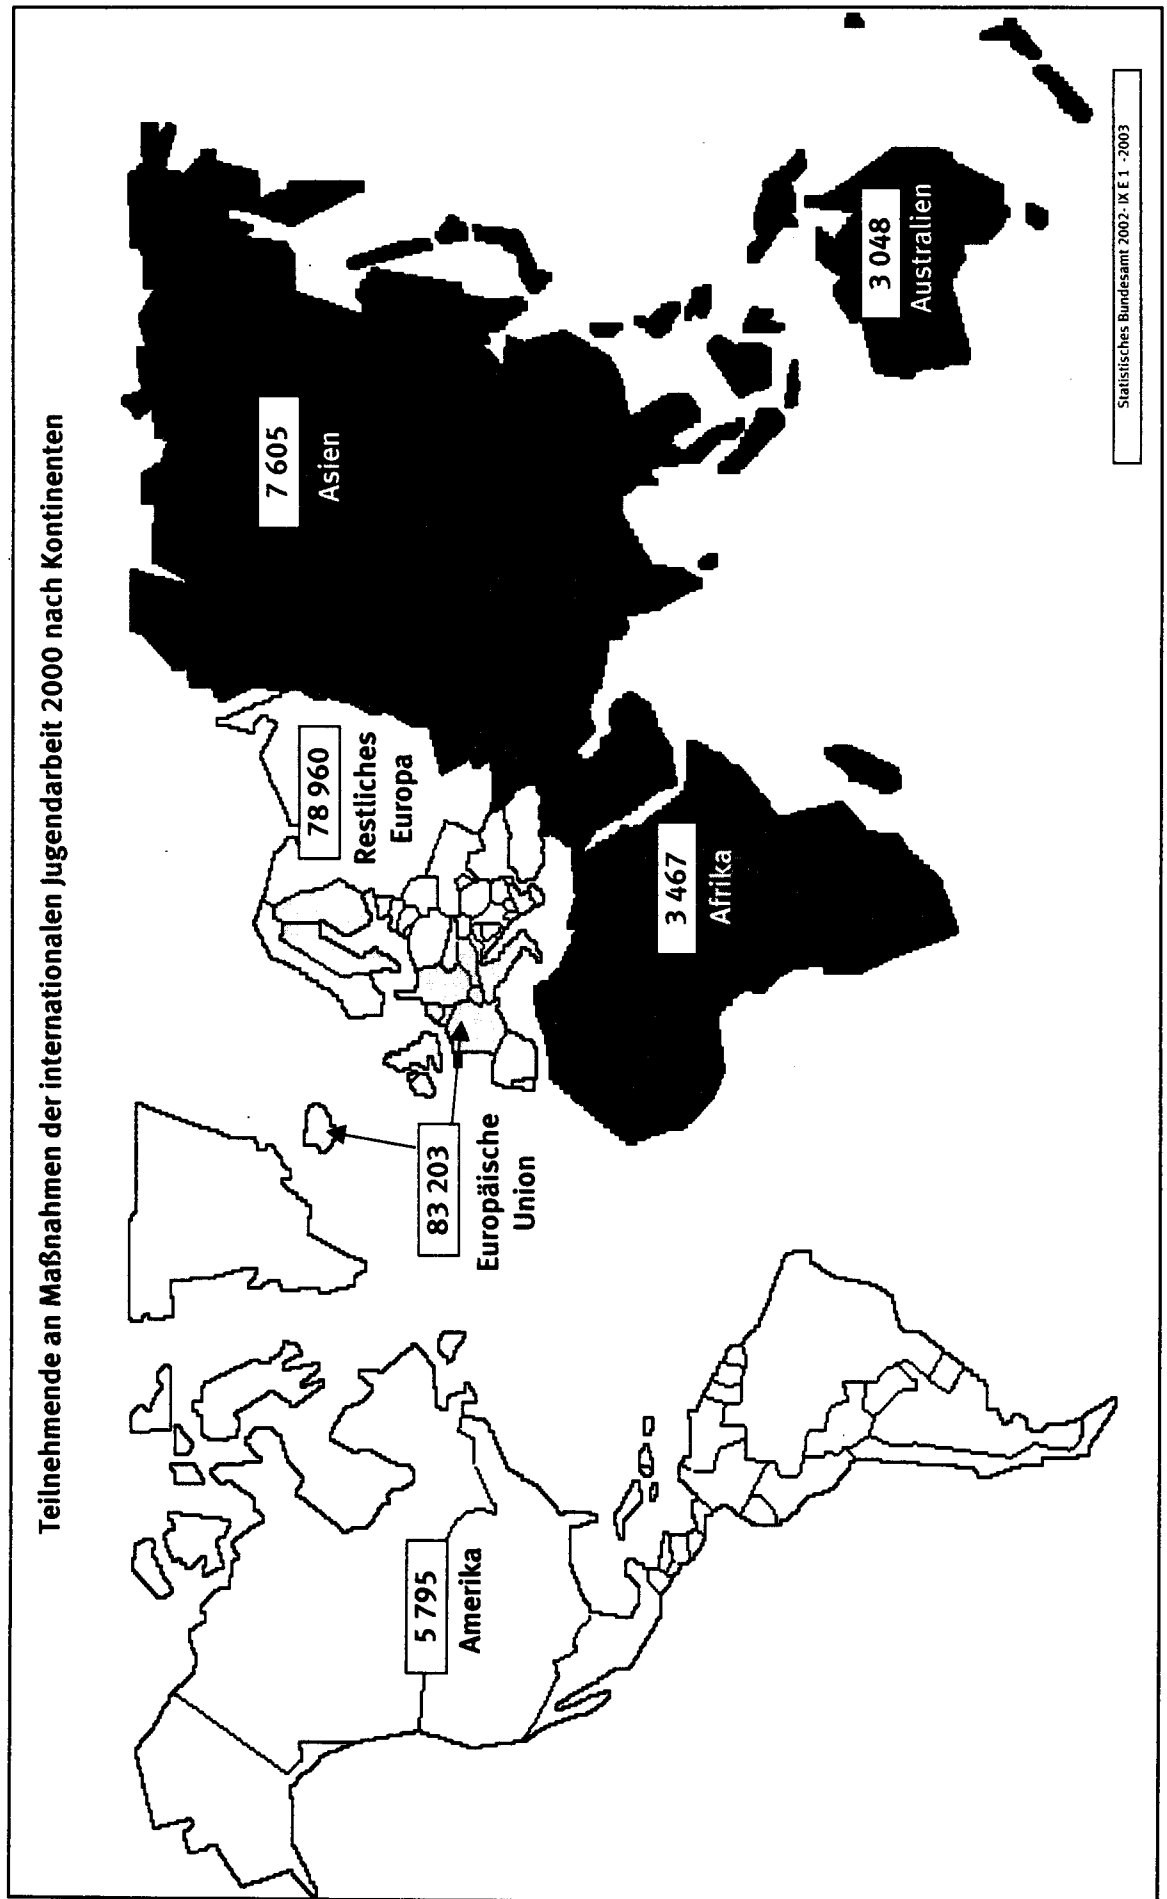 Teilnehmende an Maßnahmen der internationalen Jugendarbeit 2000 nach Kontinenten
7 605
Asien
78 960
Restliches
Europa
83 203
Europäische
Union
5 795
Amerika
3 467
Afrika
3 048
Australien
Statistisches Bundesamt 2002- IX E 1 -2003